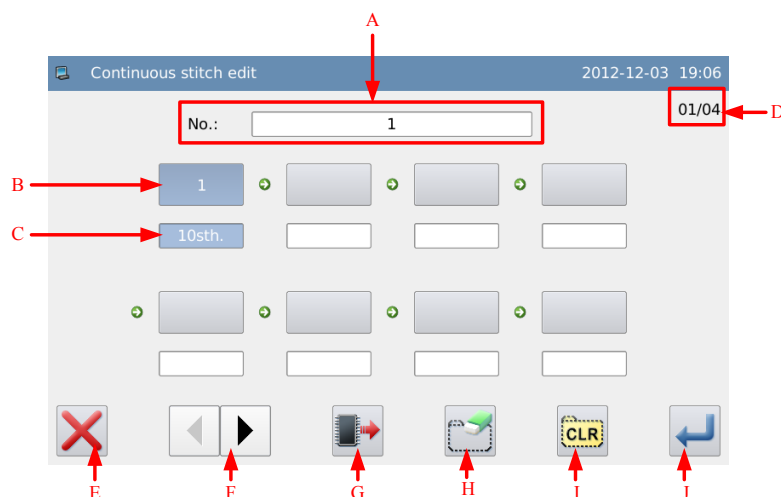 A
Continuous stitch edit 2012-12-03 19:06
01/04
D
No.: 1
B
1
C
10sth.
CLR
E F G H I J